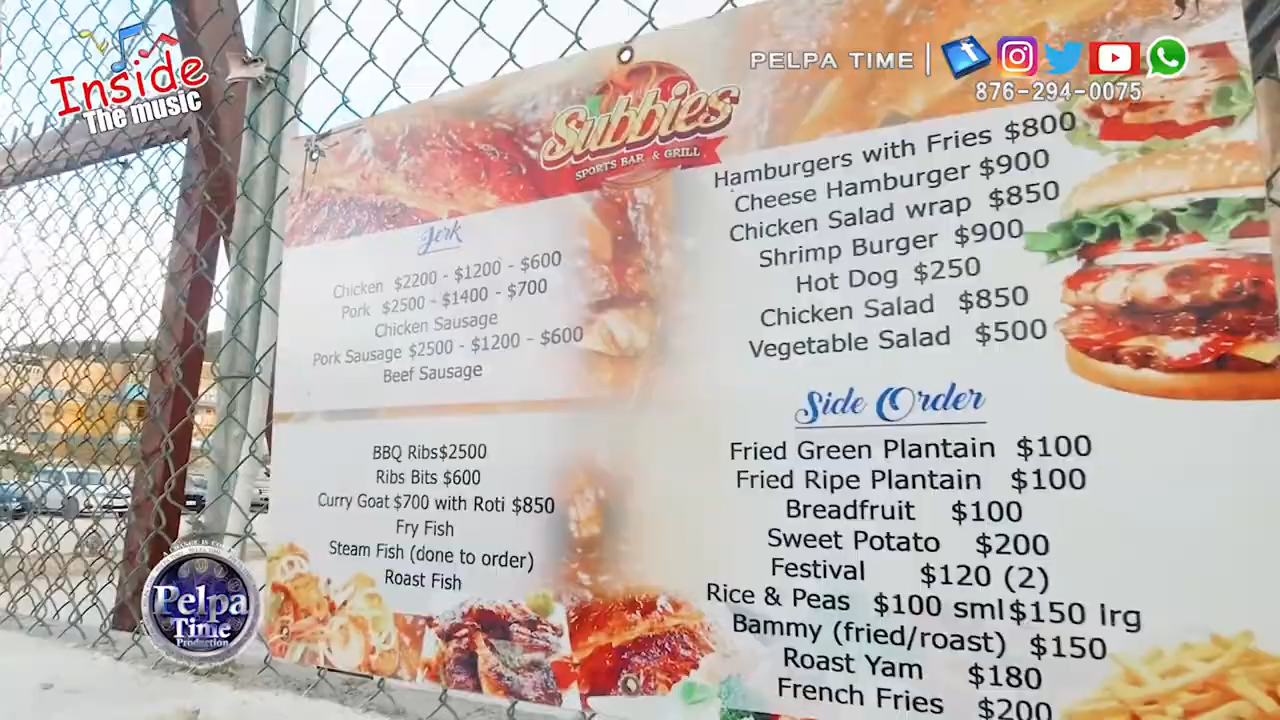 Inside
The music
PELPA TIME |
876-294-0075
Subbies
SPORTS BAR & GRILL
Jerk
Chicken $2200 - $1200 - $600
Pork $2500 - $1400 - $700
Chicken Sausage
Pork Sausage $2500 - $1200 - $600
Beef Sausage
BBQ Ribs$2500
Ribs Bits $600
Curry Goat $700 with Roti $850
Fry Fish
Steam Fish (done to order)
Roast Fish
Hamburgers with Fries $800
Cheese Hamburger $900
Chicken Salad wrap $850
Shrimp Burger $900
Hot Dog $250
Chicken Salad $850
Vegetable Salad $500
Side Order
Fried Green Plantain $100
Fried Ripe Plantain $100
Breadfruit $100
Sweet Potato $200
Festival $120 (2)
Rice & Peas $100 sml $150 lrg
Bammy (fried/roast) $150
Roast Yam $180
French Fries $200
Pelpa
Time
Production